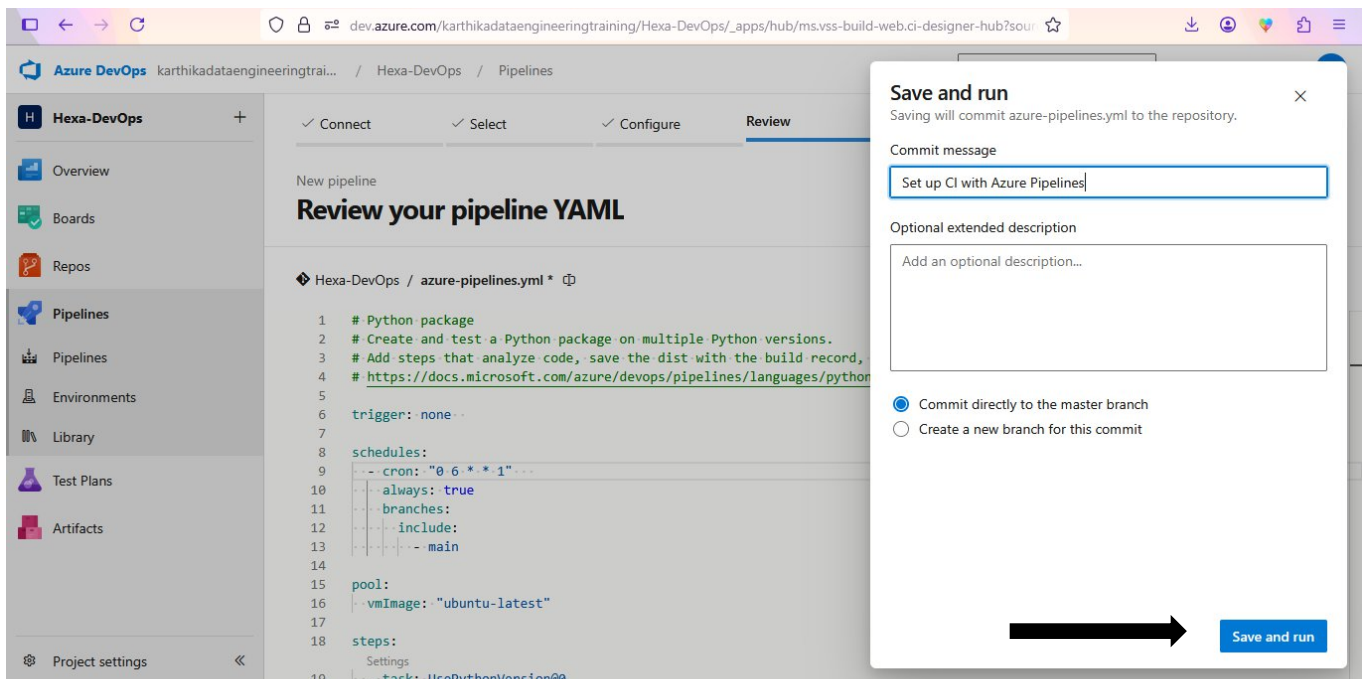 dev.azure.com/karthikadataengineeringtraining/Hexa-DevOps/_apps/hub/ms.vss-build-web.ci-designer-hub?sour
Azure DevOps karthikadataengineeringtrai... / Hexa-DevOps / Pipelines
H Hexa-DevOps +
Overview
Boards
Repos
Pipelines
Pipelines
Environments
Library
Test Plans
Artifacts
Project settings
Connect
Select
Configure
Review
New pipeline
Review your pipeline YAML
Hexa-DevOps / azure-pipelines.yml *
1 # Python package
2 # Create and test a Python package on multiple Python versions.
3 # Add steps that analyze code, save the dist with the build record,
4 # https://docs.microsoft.com/azure/devops/pipelines/languages/python
5
6 trigger: none
7
8 schedules:
9 - cron: "0 6 * * 1"
10 always: true
11 branches:
12 include:
13 - main
14
15 pool:
16 vmImage: "ubuntu-latest"
17
18 steps:
Settings
19 - task: UsePythonVersion@0
Save and run
Saving will commit azure-pipelines.yml to the repository.
Commit message
Set up CI with Azure Pipelines
Optional extended description
Add an optional description...
Commit directly to the master branch
Create a new branch for this commit
Save and run